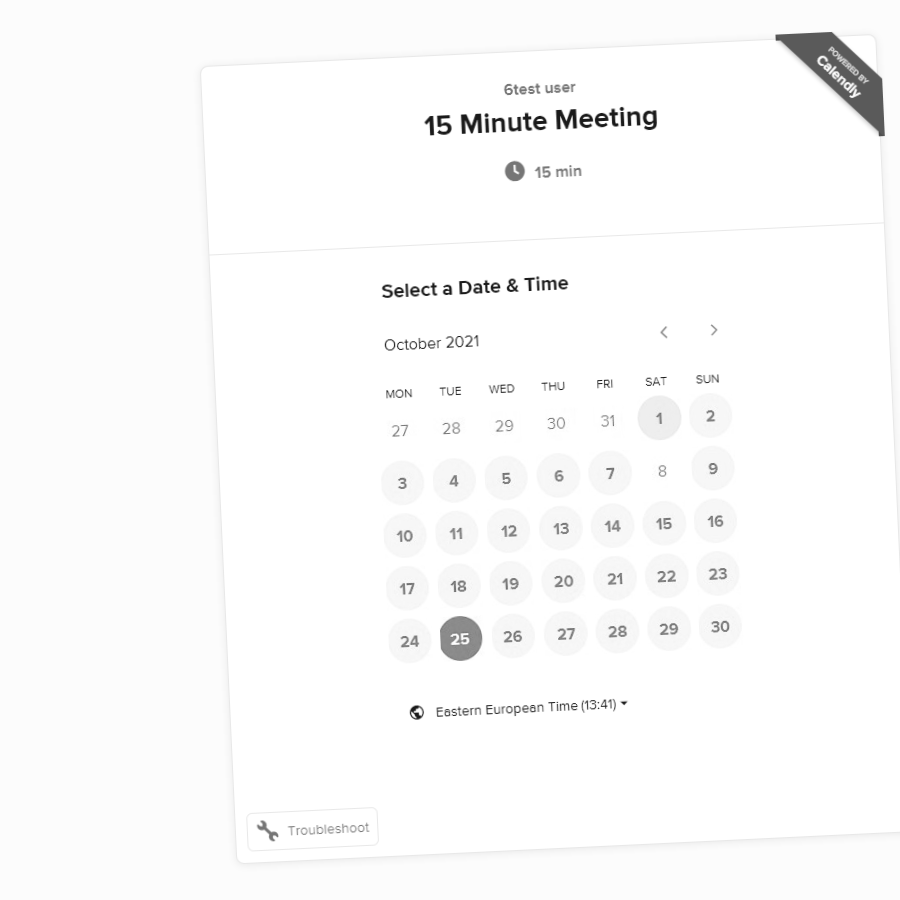 POWERED BY
Calendly
6test user
15 Minute Meeting
15 min
Select a Date & Time
October 2021
MON TUE WED THU FRI SAT SUN
27 28 29 30 31 1 2
3 4 5 6 7 8 9
10 11 12 13 14 15 16
17 18 19 20 21 22 23
24 25 26 27 28 29 30
Eastern European Time (13:41)
Troubleshoot